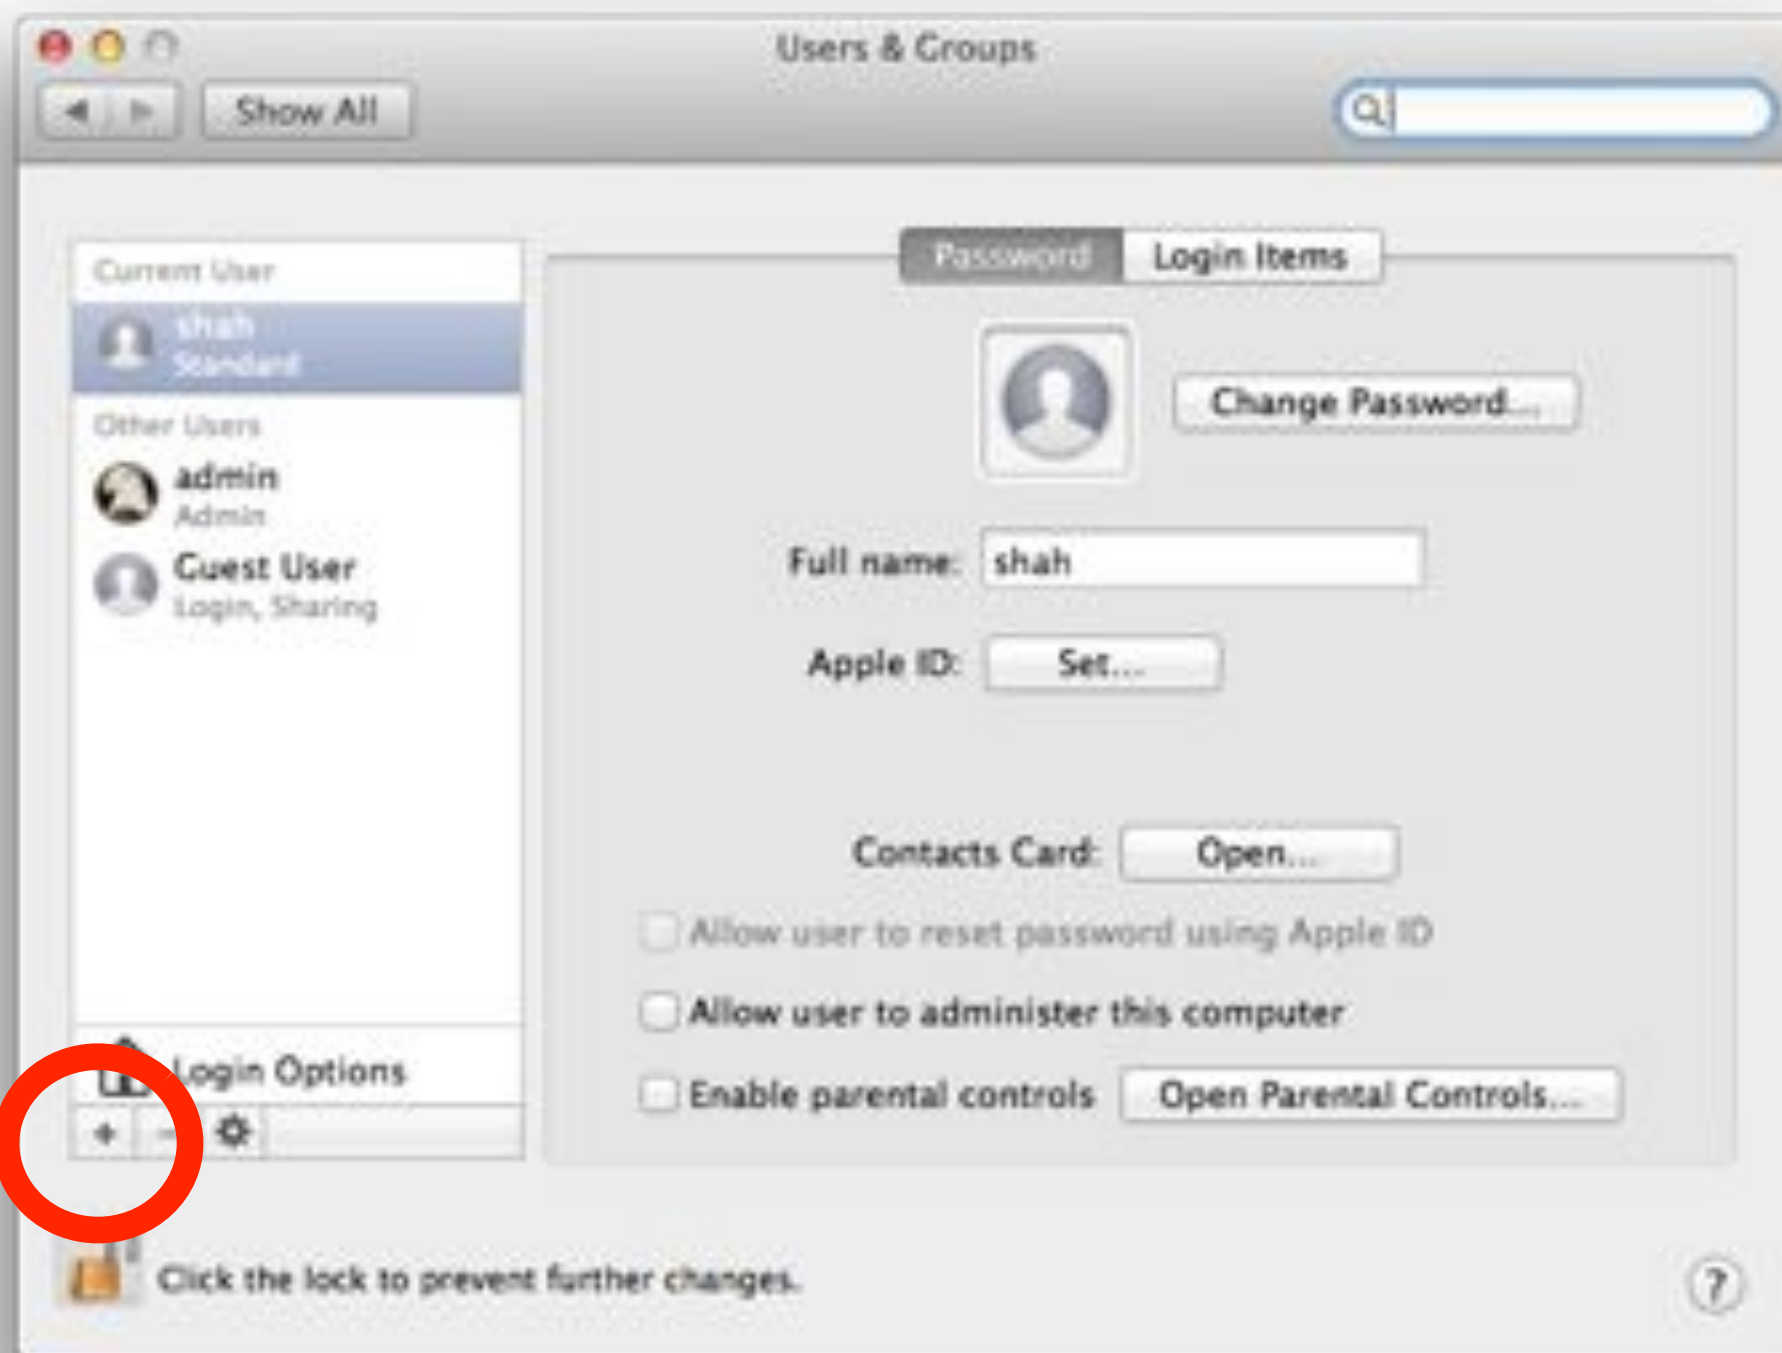 Users & Groups
Show All
Password
Login Items
Current User
shah
Standard
Other Users
admin
Admin
Guest User
Login, Sharing
Login Options
+ -
Change Password...
Full name: shah
Apple ID: Set...
Contacts Card: Open...
Allow user to reset password using Apple ID
Allow user to administer this computer
Enable parental controls Open Parental Controls...
Click the lock to prevent further changes.
?